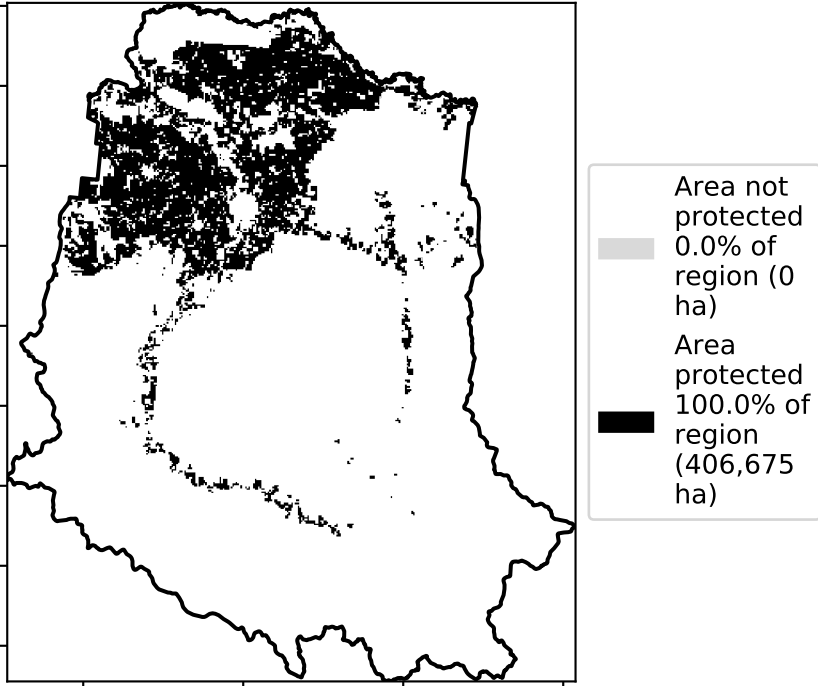 Area not
protected
0.0% of
region (0
ha)
Area
protected
100.0% of
region
(406,675
ha)